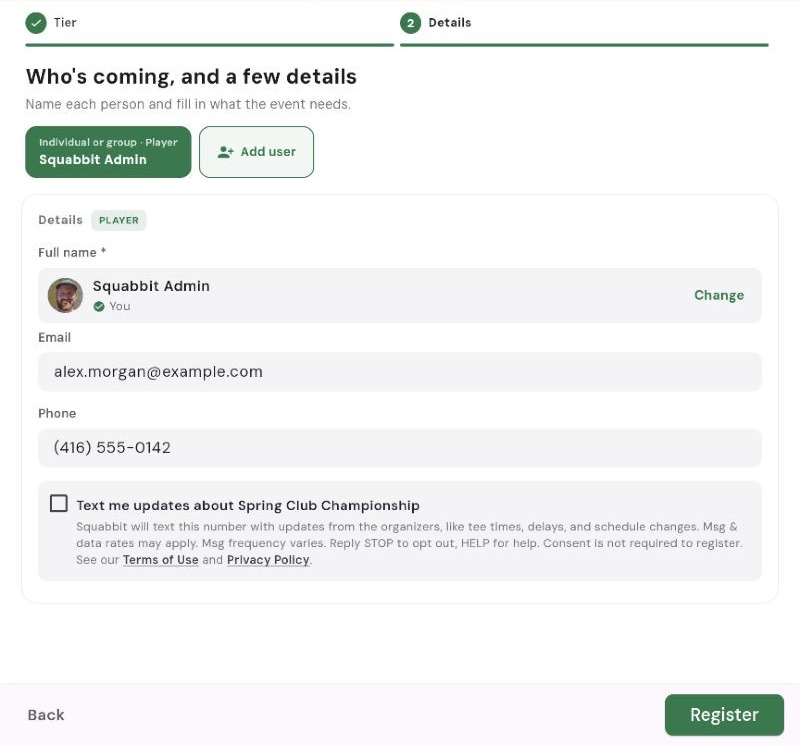 Tier
2 Details
Who's coming, and a few details
Name each person and fill in what the event needs.
Individual or group · Player
Squabbit Admin
Add user
Details PLAYER
Full name *
Squabbit Admin
You
Change
Email
alex.morgan@example.com
Phone
(416) 555-0142
Text me updates about Spring Club Championship
Squabbit will text this number with updates from the organizers, like tee times, delays, and schedule changes. Msg &
data rates may apply. Msg frequency varies. Reply STOP to opt out, HELP for help. Consent is not required to register.
See our Terms of Use and Privacy Policy.
Back
Register